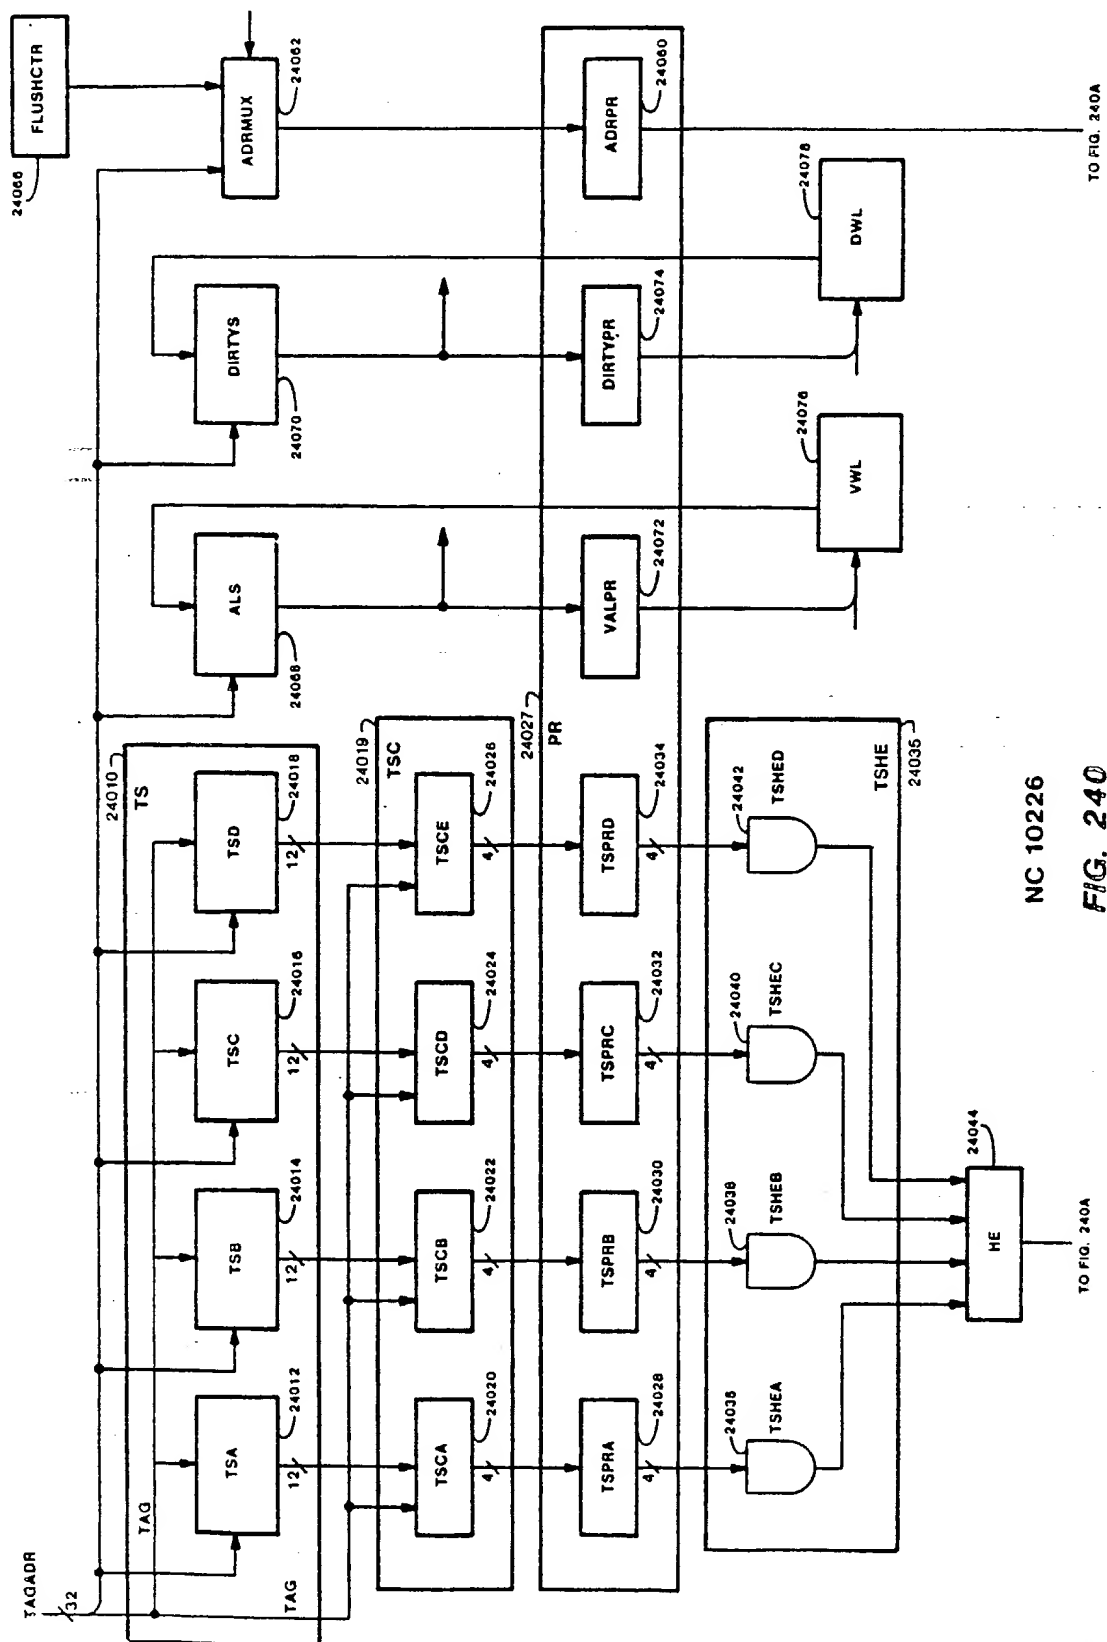 24066
FLUSHCTR
TAGADR
32
24010
TS
TAG
TSA
24012
12
TSB
24014
12
TSC
24016
12
TSD
24018
12
ALS
24068
DIRTYS
24070
ADRMUX
24062
TAG
24019
TSC
TSCA
24020
4
TSCB
24022
4
TSCD
24024
4
TSCE
24026
4
24027
PR
TSPRA
24028
4
TSPRB
24030
4
TSPRC
24032
4
TSPRD
24034
4
VALPR
24072
DIRTYPR
24074
ADRPR
24060
24036
TSHEA
24038
TSHEB
24040
TSHEC
24042
TSHED
TSHE
24035
VWL
24076
DWL
24078
HE
24044
TO FIG. 240A
TO FIG. 240A
NC 10226
FIG. 240